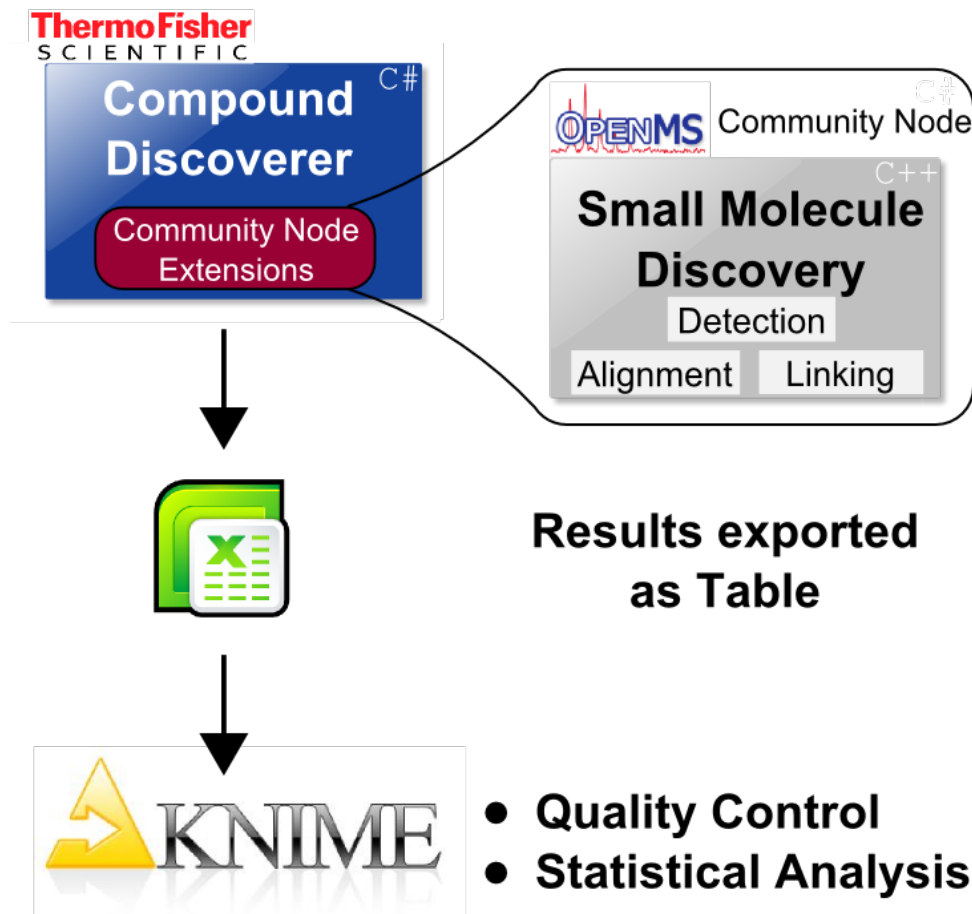 ThermoFisher
SCIENTIFIC
C#
Compound
Discoverer
Community Node
Extensions
C#
OPENMS
Community Node
C++
Small Molecule
Discovery
Detection
Alignment
Linking
X
Results exported
as Table
KNIME
● Quality Control
● Statistical Analysis